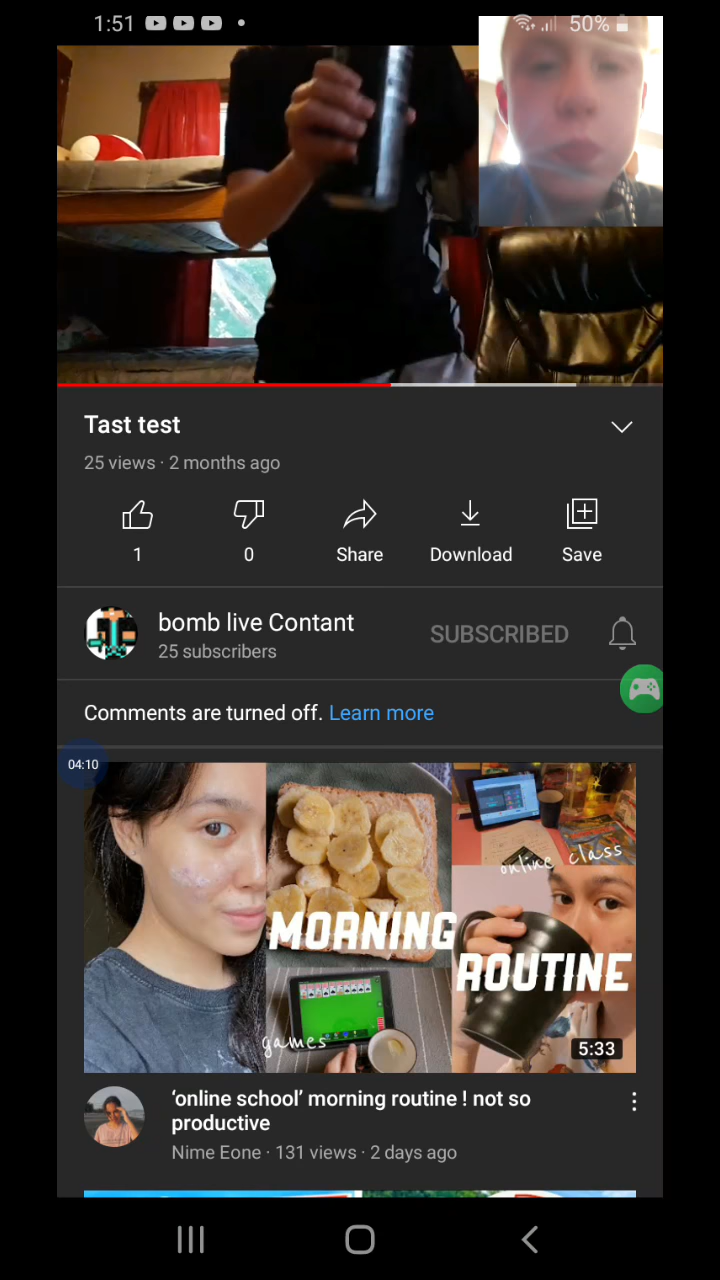 1:51
50%
Tast test
25 views · 2 months ago
1
0
Share
Download
Save
bomb live Contant
SUBSCRIBED
25 subscribers
Comments are turned off. Learn more
04:10
online class
MORNING
ROUTINE
games
5:33
‘online school’ morning routine ! not so
productive
Nime Eone · 131 views · 2 days ago